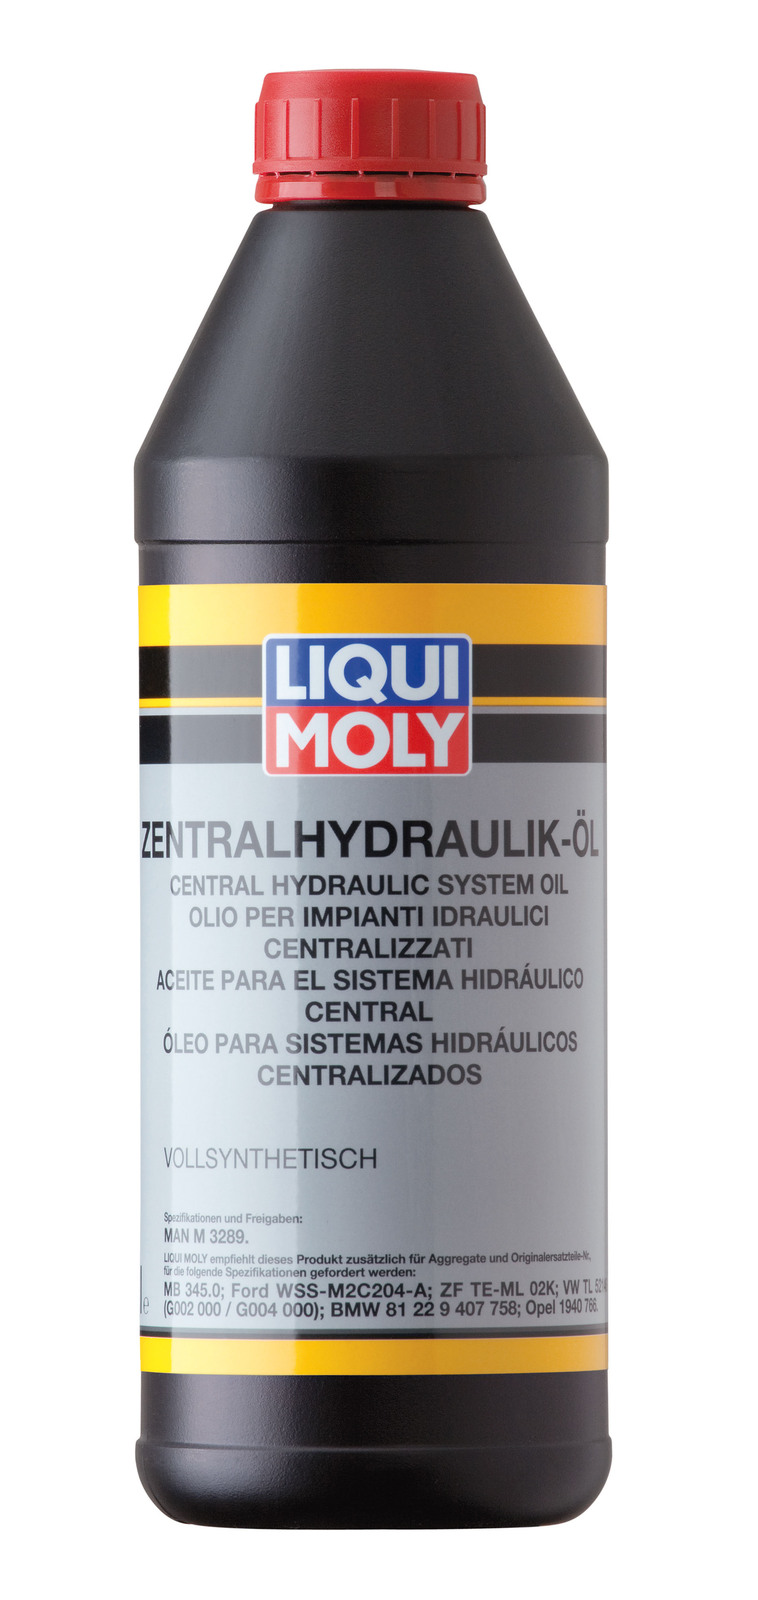 LIQUI
MOLY
ZENTRALHYDRAULIK-ÖL
CENTRAL HYDRAULIC SYSTEM OIL
OLIO PER IMPIANTI IDRAULICI
CENTRALIZZATI
ACEITE PARA EL SISTEMA HIDRÁULICO
CENTRAL
ÓLEO PARA SISTEMAS HIDRÁULICOS
CENTRALIZADOS
VOLLSYNTHETISCH
Spezifikationen und Freigaben:
MAN M 3289.
LIQUI MOLY empfiehlt dieses Produkt zusätzlich für Aggregate und Originalersatzteile-Nr.,
für die folgende Spezifikationen gefordert werden:
MB 345.0; Ford WSS-M2C204-A; ZF TE-ML 02K; VW TL
(G002 000 / G004 000); BMW 81 22 9 407 758; Opel 1940 766.
e